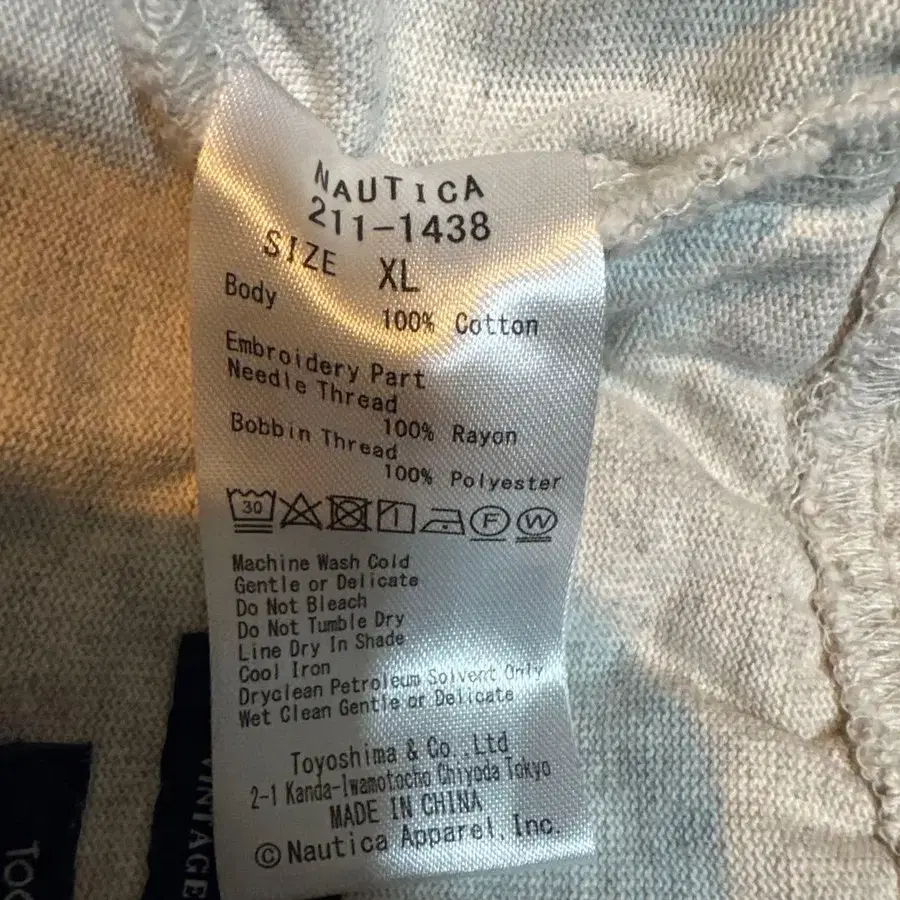 NAUTICA
211-1438
SIZE XL
Body
100% Cotton
Embroidery Part
Needle Thread
100% Rayon
Bobbin Thread
100% Polyester
30
F
W
Machine Wash Cold
Gentle or Delicate
Do Not Bleach
Do Not Tumble Dry
Line Dry In Shade
Cool Iron
Dryclean Petroleum Solvent Only
Wet Clean Gentle or Delicate
Toyoshima & Co.,Ltd
2-1 Kanda-Iwamotocho Chiyoda Tokyo
MADE IN CHINA
©Nautica Apparel, Inc.
VINTAGE